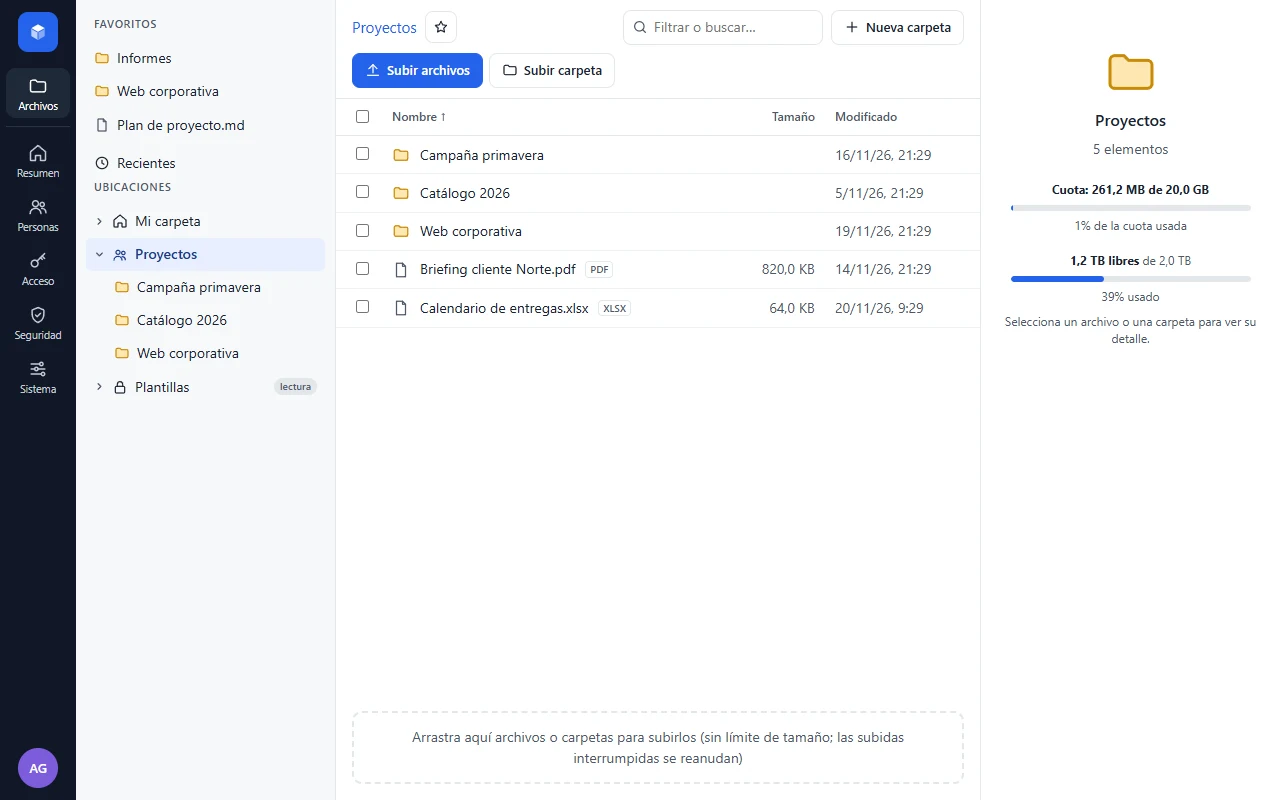 Archivos
Resumen
Personas
Acceso
Seguridad
Sistema
AG
FAVORITOS
Informes
Web corporativa
Plan de proyecto.md
Recientes
UBICACIONES
Mi carpeta
Proyectos
Campaña primavera
Catálogo 2026
Web corporativa
Plantillas lectura
Proyectos
Filtrar o buscar...
Nueva carpeta
Subir archivos
Subir carpeta
Nombre ↑ Tamaño Modificado
Campaña primavera 16/11/26, 21:29
Catálogo 2026 5/11/26, 21:29
Web corporativa 19/11/26, 21:29
Briefing cliente Norte.pdf PDF 820,0 KB 14/11/26, 21:29
Calendario de entregas.xlsx XLSX 64,0 KB 20/11/26, 9:29
Arrastra aquí archivos o carpetas para subirlos (sin límite de tamaño; las subidas
interrumpidas se reanudan)
Proyectos
5 elementos
Cuota: 261,2 MB de 20,0 GB
1% de la cuota usada
1,2 TB libres de 2,0 TB
39% usado
Selecciona un archivo o una carpeta para ver su
detalle.